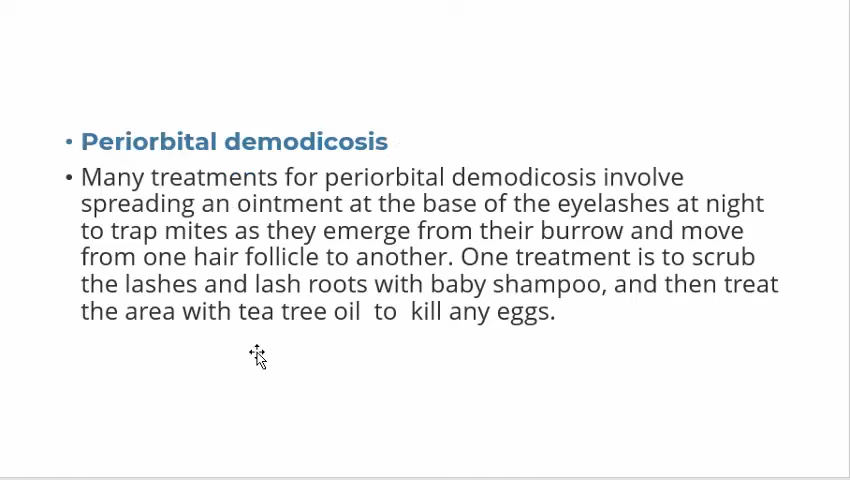 • Periorbital demodicosis
• Many treatments for periorbital demodicosis involve
spreading an ointment at the base of the eyelashes at night
to trap mites as they emerge from their burrow and move
from one hair follicle to another. One treatment is to scrub
the lashes and lash roots with baby shampoo, and then treat
the area with tea tree oil  to  kill any eggs.